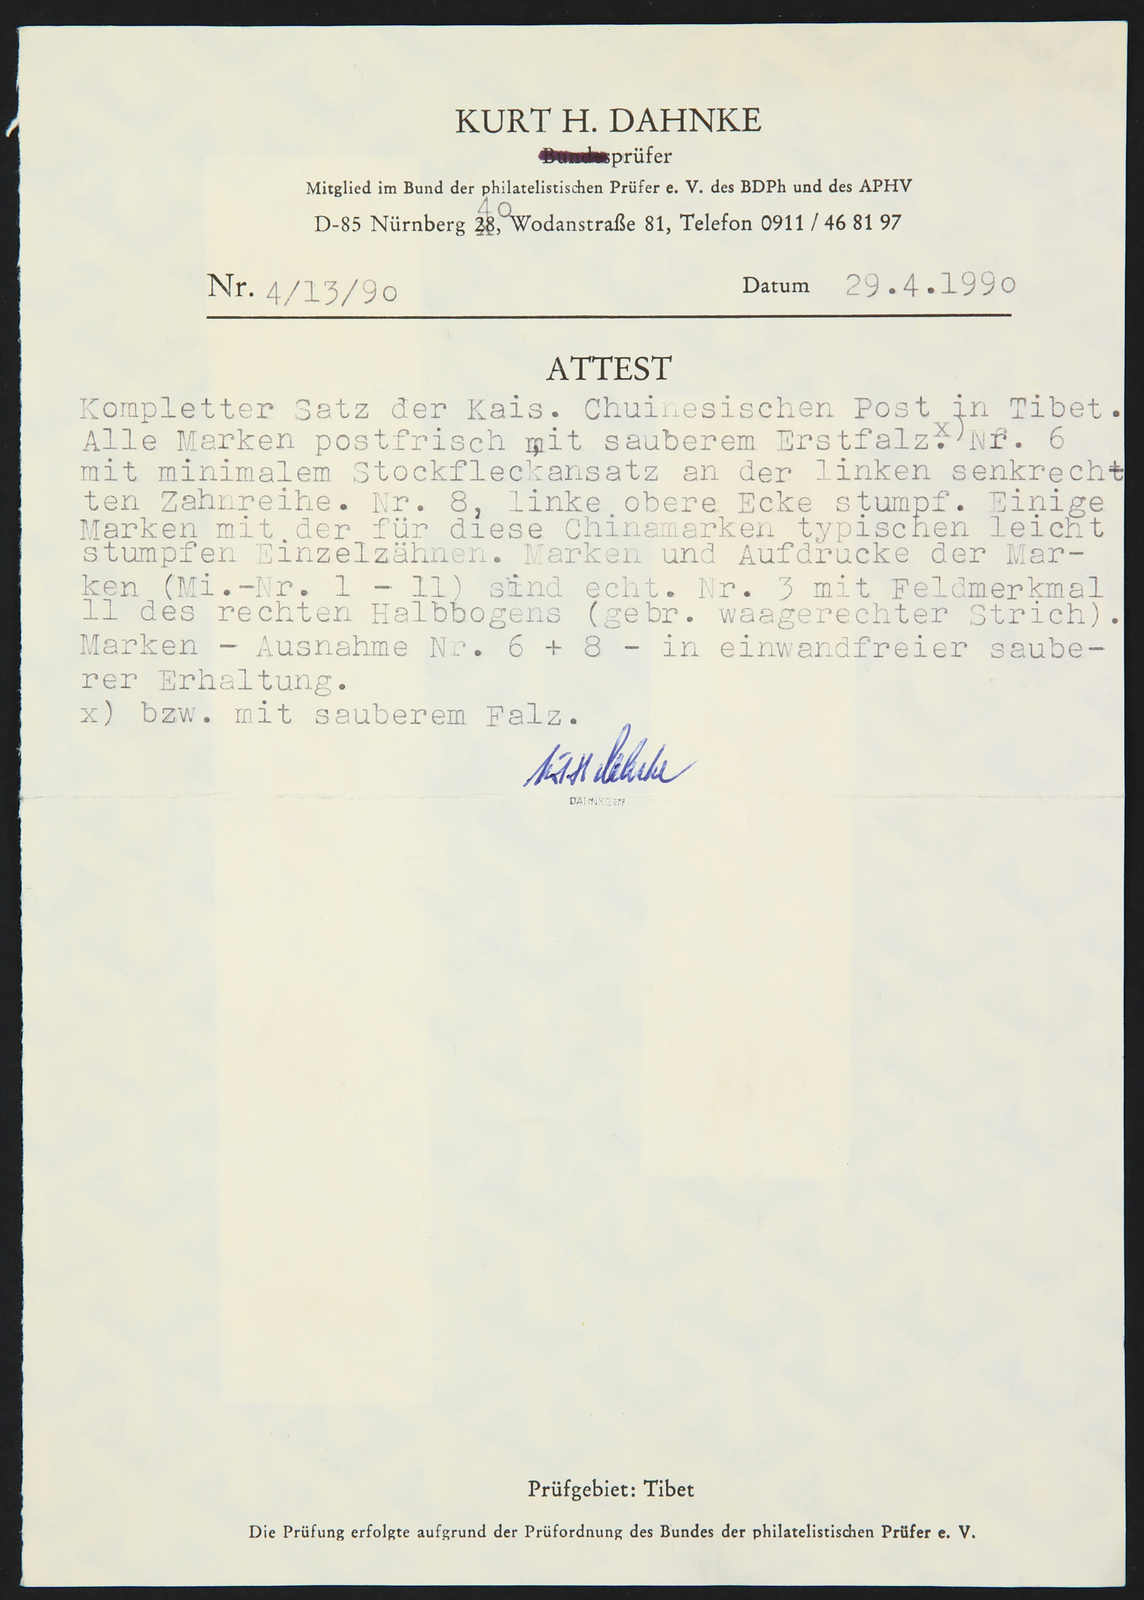 KURT H. DAHNKE
Bundesprüfer
Mitglied im Bund der philatelistischen Prüfer e. V. des BDPh und des APHV
40
D-85 Nürnberg 28, Wodanstraße 81, Telefon 0911 / 46 81 97
Nr. 4/13/90 Datum 29.4.1990
ATTEST
Kompletter Satz der Kais. Chuinesischen Post in Tibet.
Alle Marken postfrisch mit sauberem Erstfalz.x) Nr. 6
mit minimalem Stockfleckansatz an der linken senkrecht
ten Zahnreihe. Nr. 8, linke obere Ecke stumpf. Einige
Marken mit der für diese Chinamarken typischen leicht
stumpfen Einzelzähnen. Marken und Aufdrucke der Mar-
ken (Mi.-Nr. 1 - 11) sind echt. Nr. 3 mit Feldmerkmal
11 des rechten Halbbogens (gebr. waagerechter Strich).
Marken - Ausnahme Nr. 6 + 8 - in einwandfreier saube-
rer Erhaltung.
x) bzw. mit sauberem Falz.
Kurt H Dahnke
Prüfgebiet: Tibet
Die Prüfung erfolgte aufgrund der Prüfordnung des Bundes der philatelistischen Prüfer e. V.